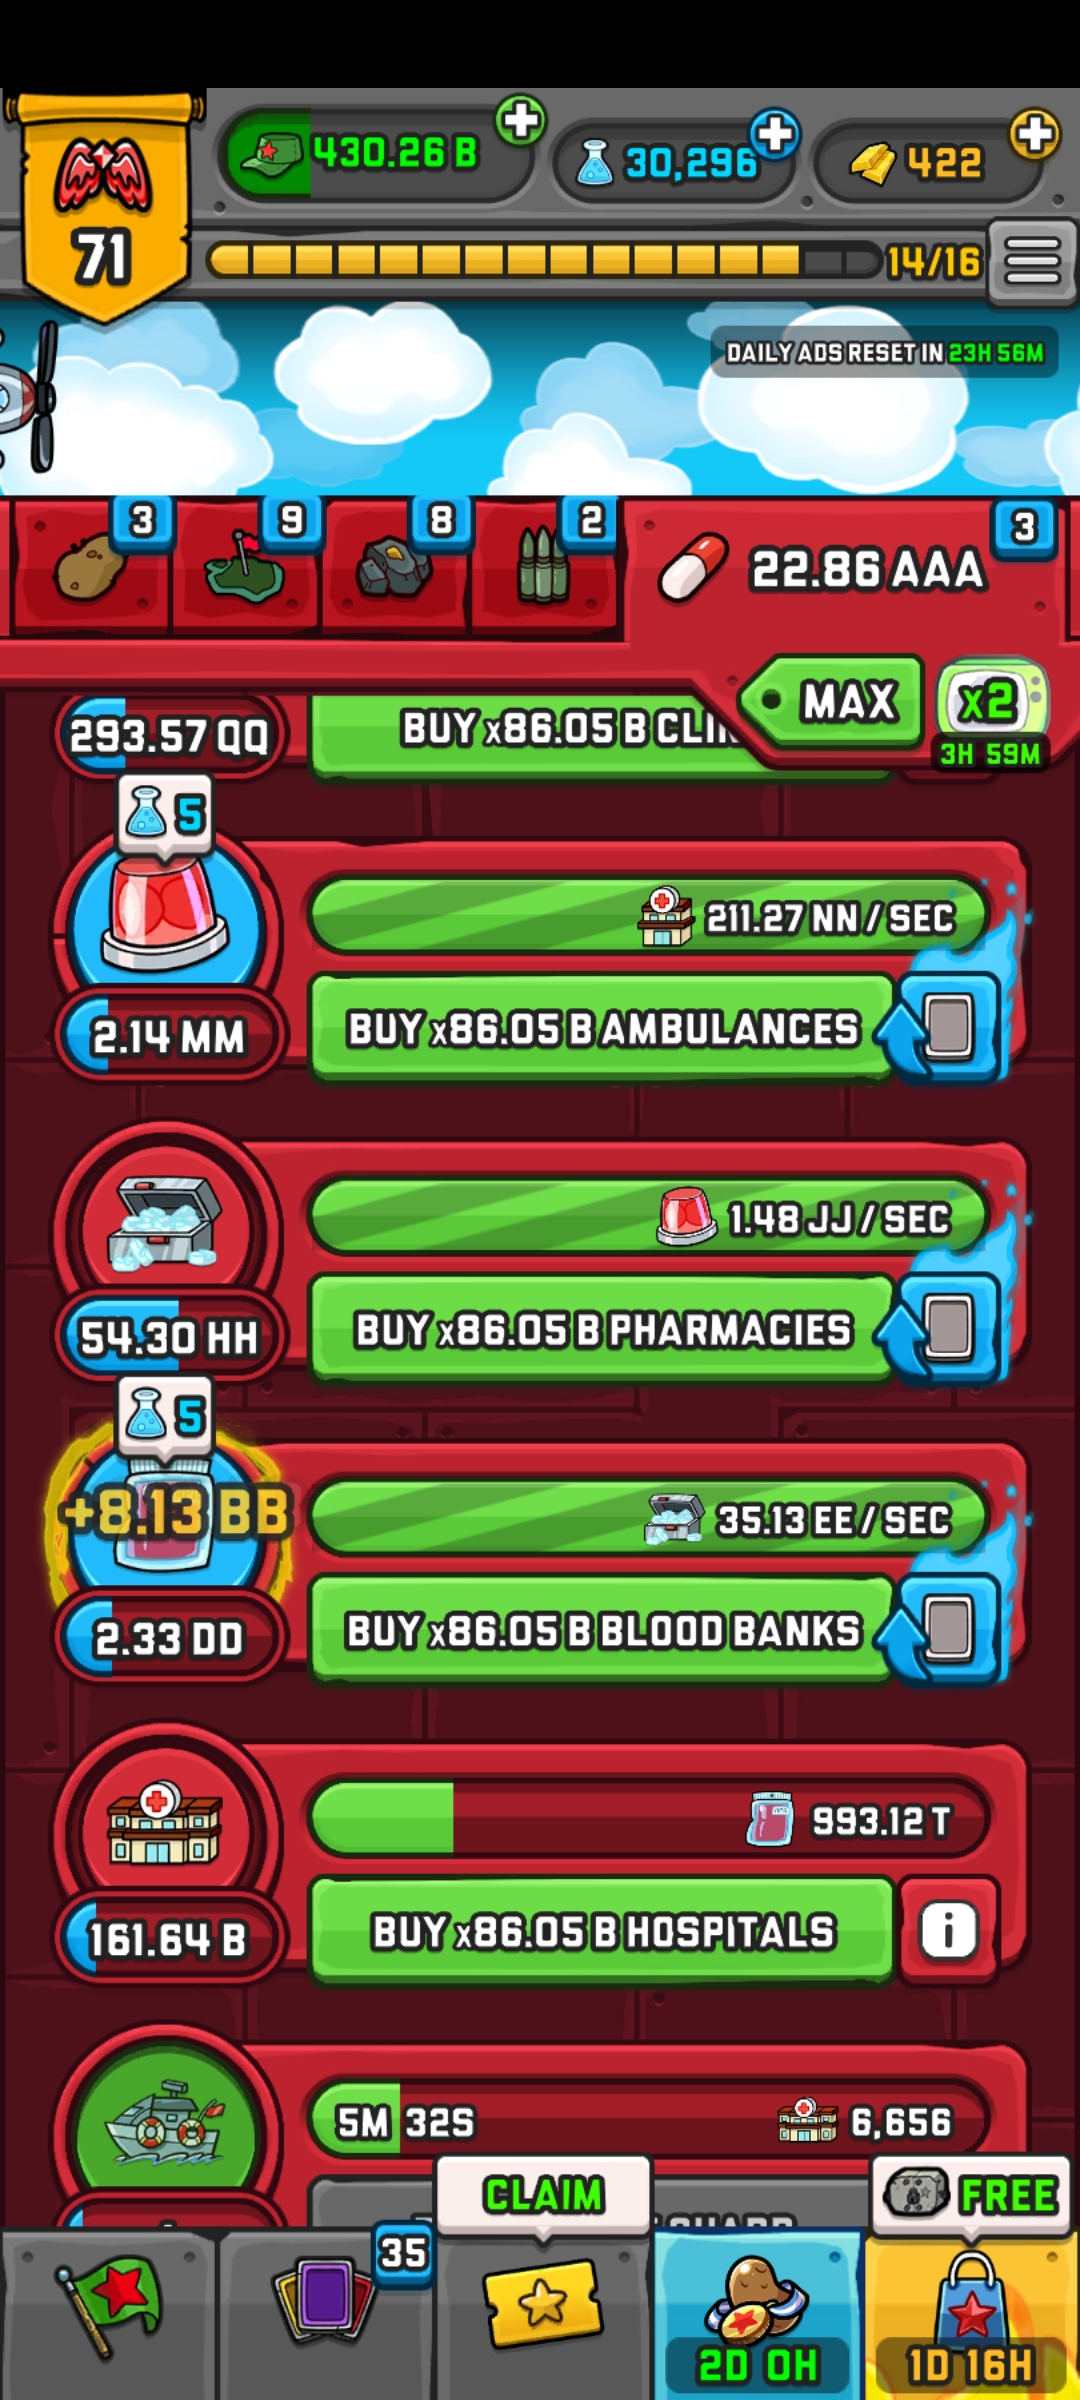 430.26 B
30,296
422
71
14/16
DAILY ADS RESET IN 23H 56M
3
9
8
2
3
22.86 AAA
MAX
x2
3H 59M
293.57 QQ
BUY x86.05 B
5
211.27 NN / SEC
2.14 MM
BUY x86.05 B AMBULANCES
1.48 JJ / SEC
54.30 HH
BUY x86.05 B PHARMACIES
5
+8.13 BB
35.13 EE / SEC
2.33 DD
BUY x86.05 B BLOOD BANKS
993.12 T
161.64 B
BUY x86.05 B HOSPITALS
i
5M 32S
6,656
CLAIM
FREE
35
2D 0H
1D 16H